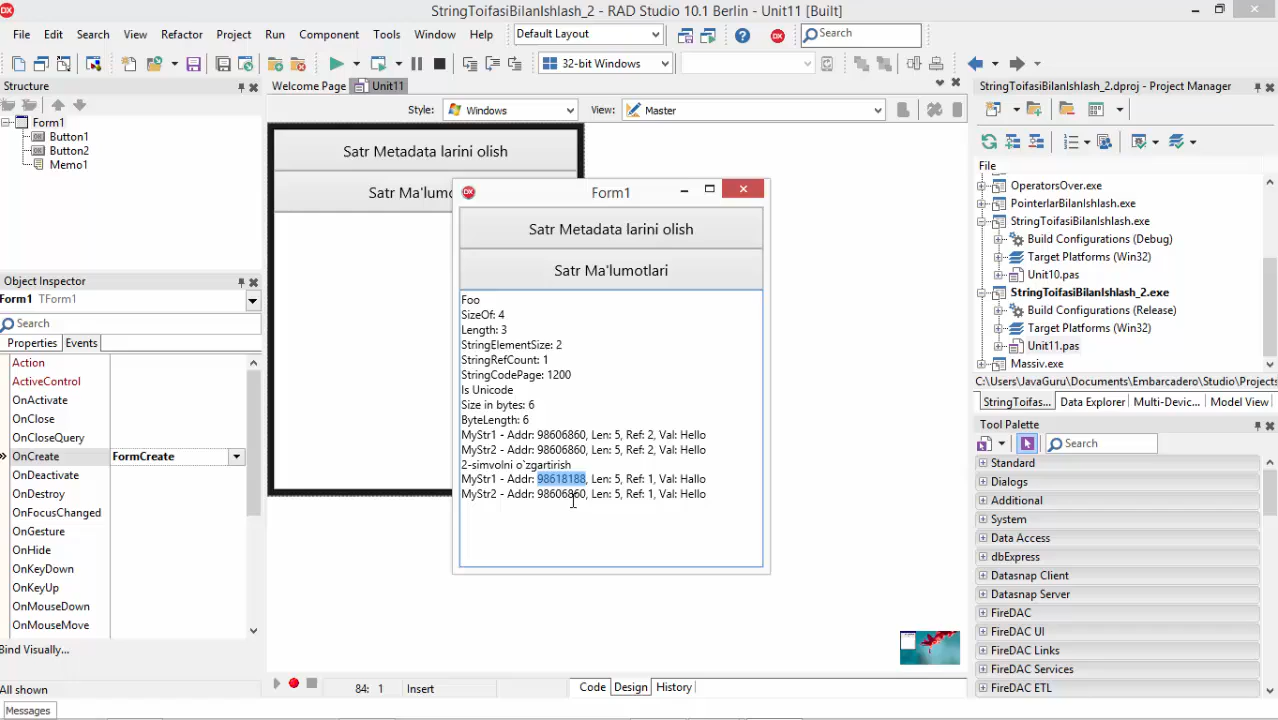 StringToifasiBilanIshlash_2 - RAD Studio 10.1 Berlin - Unit11 [Built]
File Edit Search View Refactor Project Run Component Tools Window Help
Default Layout
Search
32-bit Windows
Structure
Form1
Button1
Button2
Memo1
Object Inspector
Form1 TForm1
Search
Properties Events
Action
ActiveControl
OnActivate
OnClose
OnCloseQuery
OnCreate FormCreate
OnDeactivate
OnDestroy
OnFocusChanged
OnGesture
OnHide
OnKeyDown
OnKeyUp
OnMouseDown
OnMouseMove
Bind Visually...
All shown
Messages
Welcome Page Unit11
Style: Windows View: Master
Satr Metadata larini olish
Satr Ma'lumo
Form1
Satr Metadata larini olish
Satr Ma'lumotlari
Foo
SizeOf: 4
Length: 3
StringElementSize: 2
StringRefCount: 1
StringCodePage: 1200
Is Unicode
Size in bytes: 6
ByteLength: 6
MyStr1 - Addr: 98606860, Len: 5, Ref: 2, Val: Hello
MyStr2 - Addr: 98606860, Len: 5, Ref: 2, Val: Hello
2-simvolni o`zgartirish
MyStr1 - Addr: 98618188, Len: 5, Ref: 1, Val: Hallo
MyStr2 - Addr: 98606860, Len: 5, Ref: 1, Val: Hello
84: 1 Insert
Code Design History
StringToifasiBilanIshlash_2.dproj - Project Manager
File
OperatorsOver.exe
PointerlarBilanIshlash.exe
StringToifasiBilanIshlash.exe
Build Configurations (Debug)
Target Platforms (Win32)
Unit10.pas
StringToifasiBilanIshlash_2.exe
Build Configurations (Release)
Target Platforms (Win32)
Unit11.pas
Massiv.exe
C:\Users\JavaGuru\Documents\Embarcadero\Studio\Projects
StringToifas... Data Explorer Multi-Devic... Model View
Tool Palette
Search
Standard
Dialogs
Additional
System
Data Access
dbExpress
Datasnap Client
Datasnap Server
FireDAC
FireDAC UI
FireDAC Links
FireDAC Services
FireDAC ETL